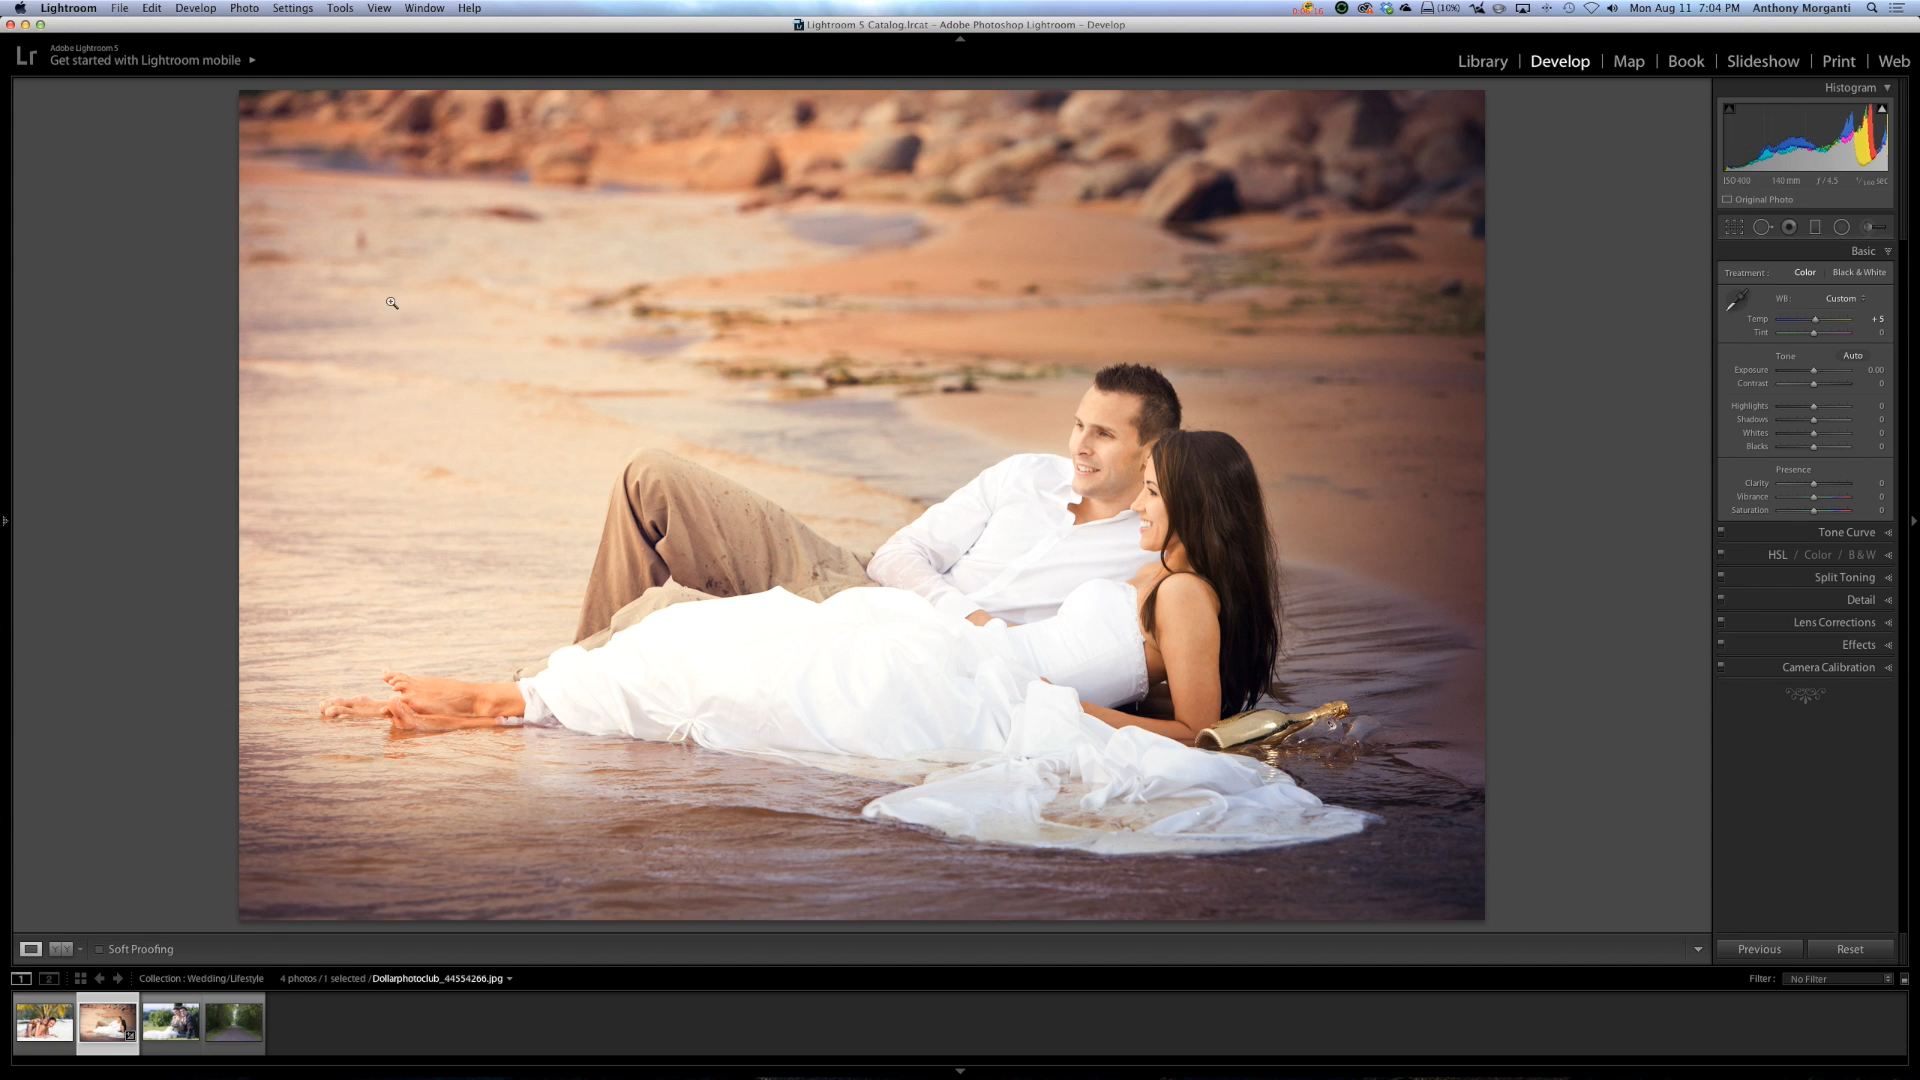 Lightroom File Edit Develop Photo Settings Tools View Window Help (10%) Mon Aug 11 7:04 PM Anthony Morganti
Lightroom 5 Catalog.lrcat – Adobe Photoshop Lightroom – Develop
Lr Adobe Lightroom 5
Get started with Lightroom mobile
Library | Develop | Map | Book | Slideshow | Print | Web
Histogram
ISO 400 140 mm ƒ / 4.5 1/160 sec
Original Photo
Basic
Treatment : Color Black & White
WB : Custom
Temp + 5
Tint 0
Tone Auto
Exposure 0.00
Contrast 0
Highlights 0
Shadows 0
Whites 0
Blacks 0
Presence
Clarity 0
Vibrance 0
Saturation 0
Tone Curve
HSL / Color / B & W
Split Toning
Detail
Lens Corrections
Effects
Camera Calibration
Soft Proofing
Previous Reset
1 2 Collection : Wedding/Lifestyle 4 photos / 1 selected / Dollarphotoclub_44554266.jpg
Filter : No Filter